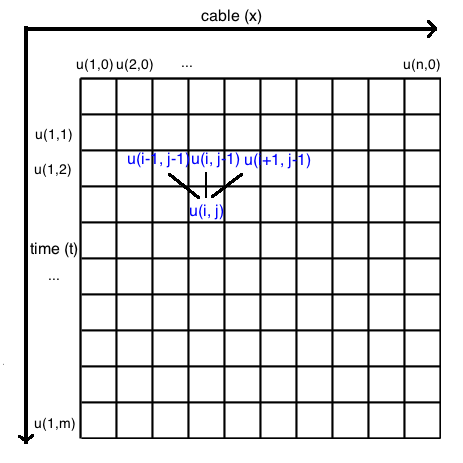 cable (x)
u(1,0) u(2,0) ... u(n,0)
u(1,1)
u(i-1, j-1) u(i, j-1) u(i+1, j-1)
u(1,2)
u(i, j)
time (t)
...
u(1,m)